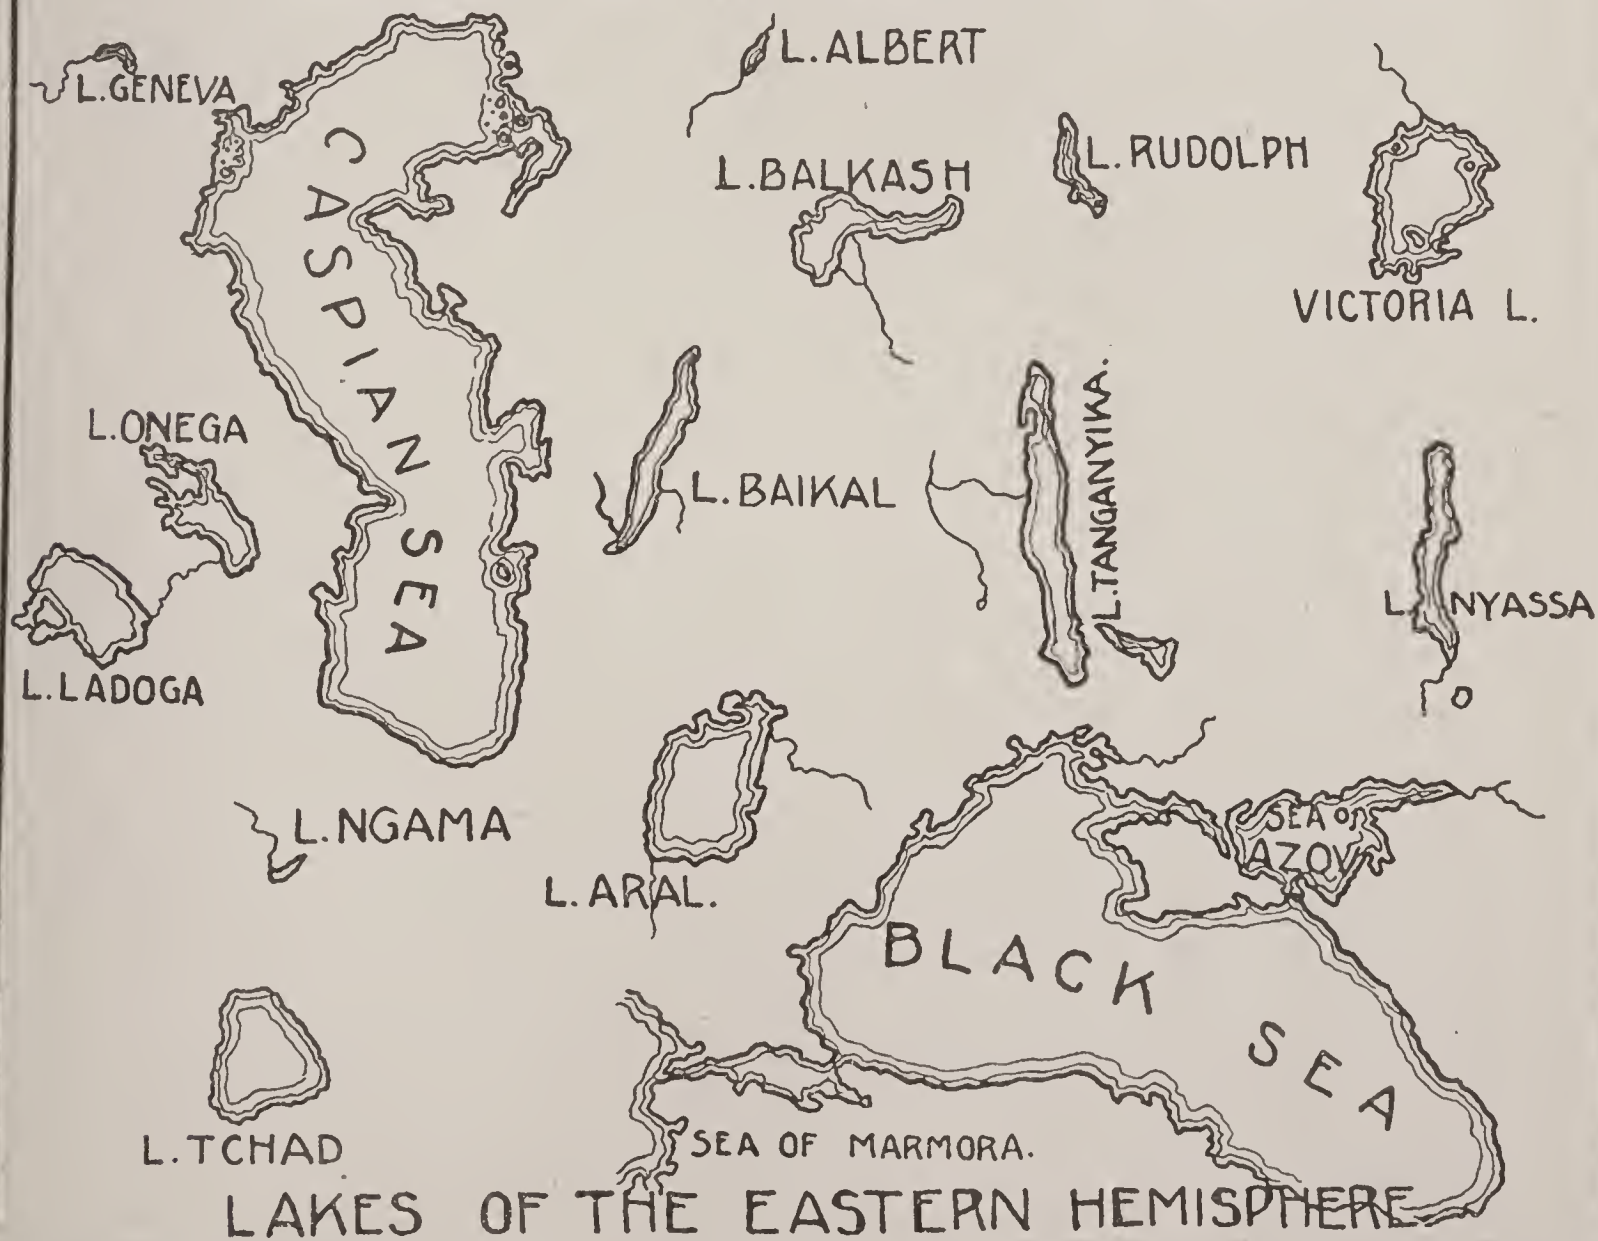 L. GENEVA
L. ALBERT
L. RUDOLPH
L. BALKASH
VICTORIA L.
CASPIAN SEA
L. ONEGA
L. BAIKAL
L. TANGANYIKA.
L. NYASSA
L. LADOGA
L. NGAMA
L. ARAL.
SEA OF
AZOV
BLACK SEA
L. TCHAD
SEA OF MARMORA.
LAKES OF THE EASTERN HEMISPHERE